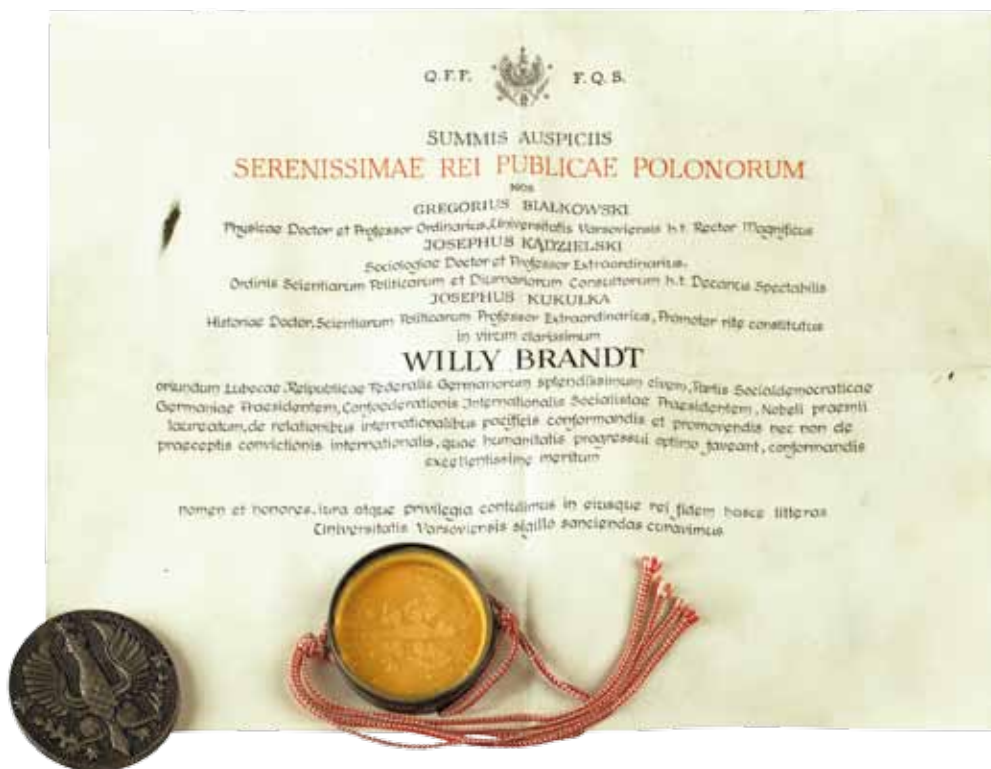 Q.F.F. F.Q.S.
SUMMIS AUSPICIIS
SERENISSIMAE REI PUBLICAE POLONORUM
NOS
GREGORIUS BIAŁKOWSKI
Physicae Doctor et Professor Ordinarius, Universitatis Varsoviensis h.t. Rector Magnificus
JOSEPHUS KĄDZIELSKI
Sociologiae Doctor et Professor Extraordinarius,
Ordinis Scientiarum Politicarum et Diurnariorum Consultorum h.t. Decanus Spectabilis
JOSEPHUS KUKUŁKA
Historiae Doctor, Scientiarum Politicarum Professor Extraordinarius, Promotor rite constitutus
in virum clarissimum
WILLY BRANDT
oriundum Lubecae, Reipublicae Federalis Germanorum splendissimum civem, Partis Socialdemocraticae
Germaniae Praesidentem, Confoederationis Internationalis Socialistae Praesidentem, Nobeli praemii
laureatum, de relationibus internationalibus pacificis conformandis et promovendis nec non de
praeceptis convictionis internationalis, quae humanitatis progressui optimo faveant, conformandis
excellentissime meritum
nomen et honores, iura atque privilegia contulimus in eiusque rei fidem hasce litteras
Universitatis Varsoviensis sigillo sanciendas curavimus